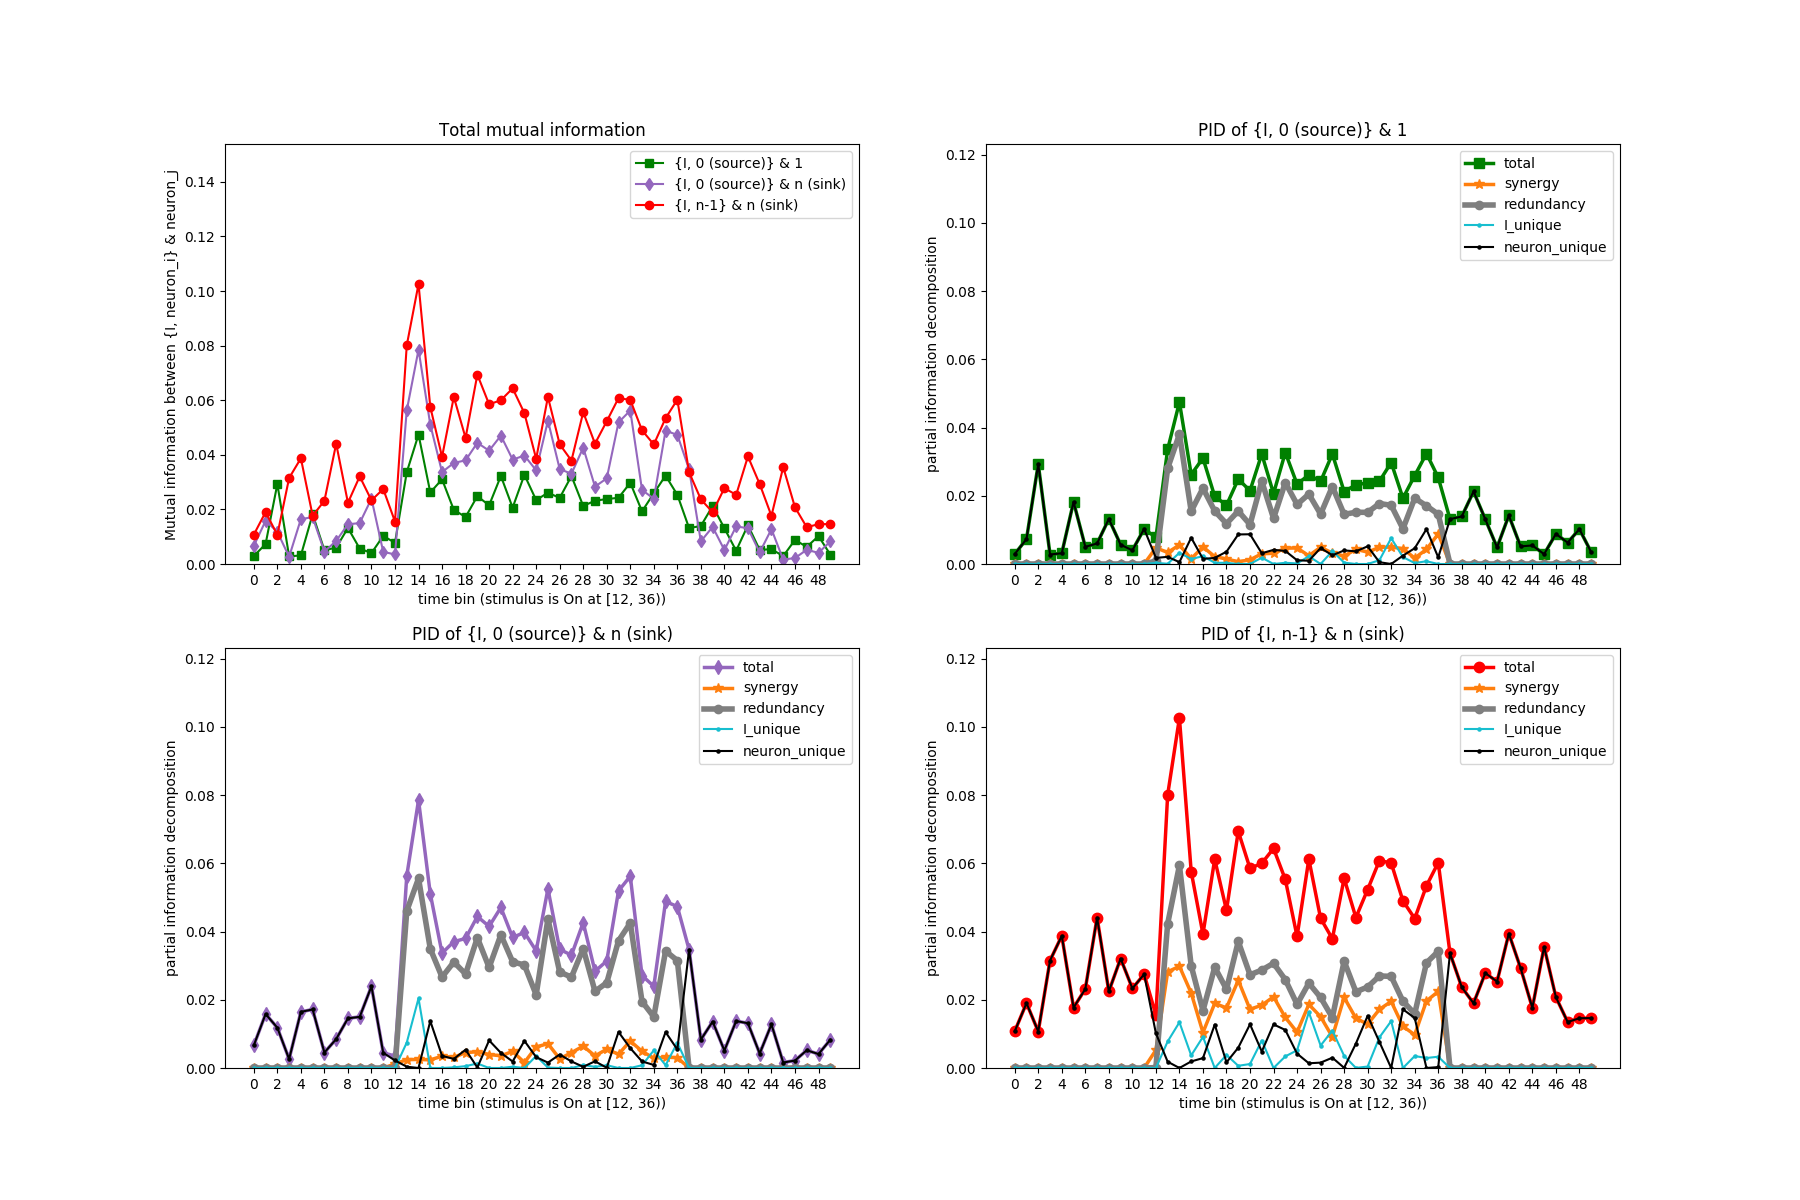 Total mutual information
Mutual information between {I, neuron_i} & neuron_j
0.14
0.12
0.10
0.08
0.06
0.04
0.02
0.00
{I, 0 (source)} & 1
{I, 0 (source)} & n (sink)
{I, n-1} & n (sink)
0 2 4 6 8 10 12 14 16 18 20 22 24 26 28 30 32 34 36 38 40 42 44 46 48
time bin (stimulus is On at [12, 36))
PID of {I, 0 (source)} & 1
partial information decomposition
0.12
0.10
0.08
0.06
0.04
0.02
0.00
total
synergy
redundancy
I_unique
neuron_unique
0 2 4 6 8 10 12 14 16 18 20 22 24 26 28 30 32 34 36 38 40 42 44 46 48
time bin (stimulus is On at [12, 36))
PID of {I, 0 (source)} & n (sink)
partial information decomposition
0.12
0.10
0.08
0.06
0.04
0.02
0.00
total
synergy
redundancy
I_unique
neuron_unique
0 2 4 6 8 10 12 14 16 18 20 22 24 26 28 30 32 34 36 38 40 42 44 46 48
time bin (stimulus is On at [12, 36))
PID of {I, n-1} & n (sink)
partial information decomposition
0.12
0.10
0.08
0.06
0.04
0.02
0.00
total
synergy
redundancy
I_unique
neuron_unique
0 2 4 6 8 10 12 14 16 18 20 22 24 26 28 30 32 34 36 38 40 42 44 46 48
time bin (stimulus is On at [12, 36))